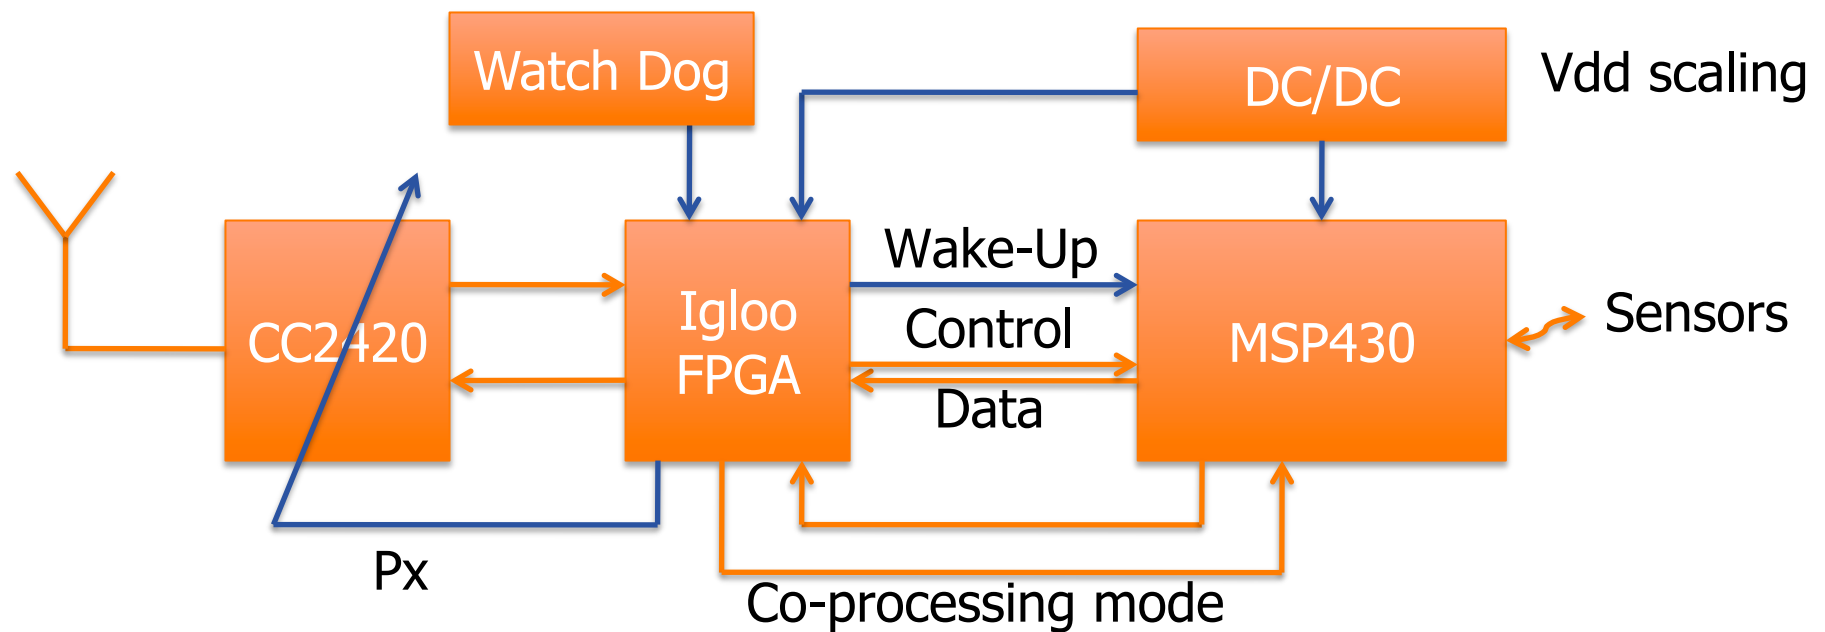 Watch Dog
DC/DC
Vdd scaling
Wake-Up
CC2420
Igloo
FPGA
Control
MSP430
Sensors
Data
Px
Co-processing mode